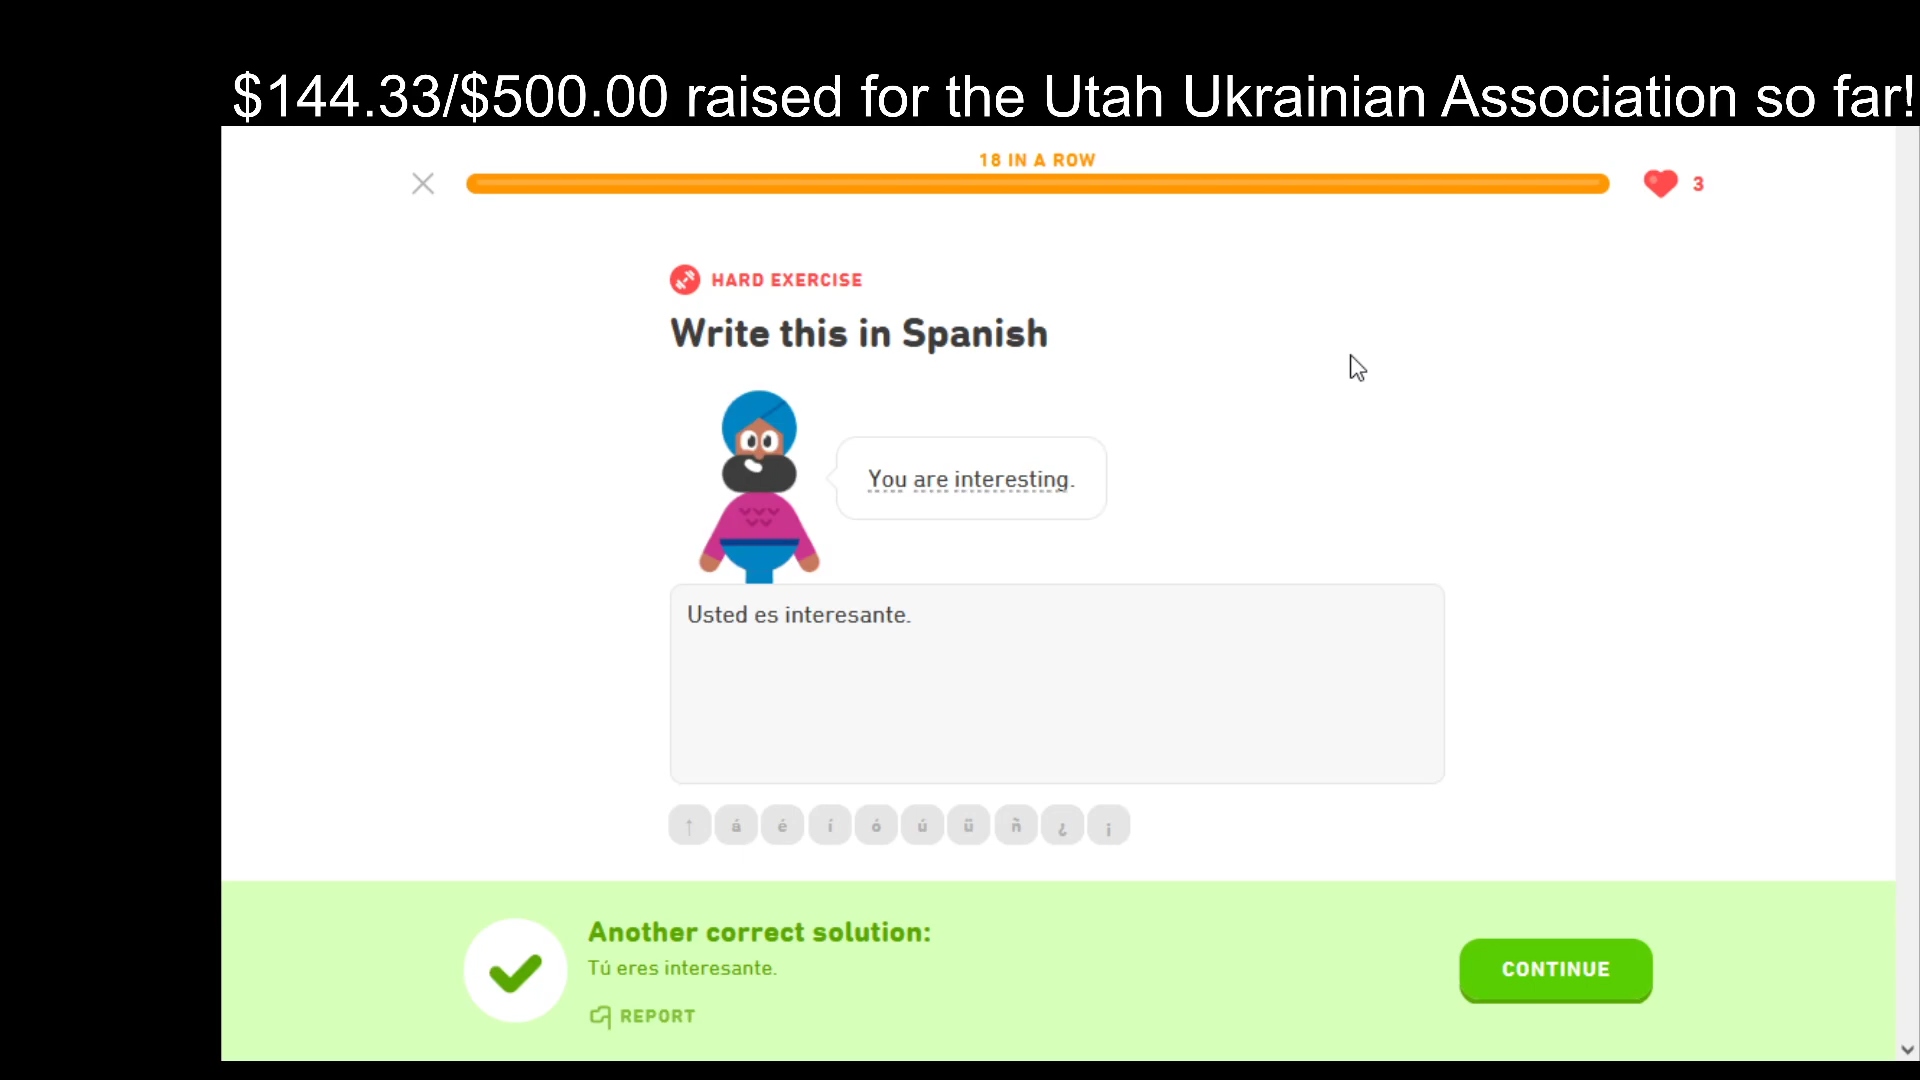 $144.33/$500.00 raised for the Utah Ukrainian Association so far!
18 IN A ROW
3
HARD EXERCISE
Write this in Spanish
You are interesting.
Usted es interesante.
↑ á é í ó ú ü ñ ¿ ¡
Another correct solution:
Tú eres interesante.
CONTINUE
REPORT